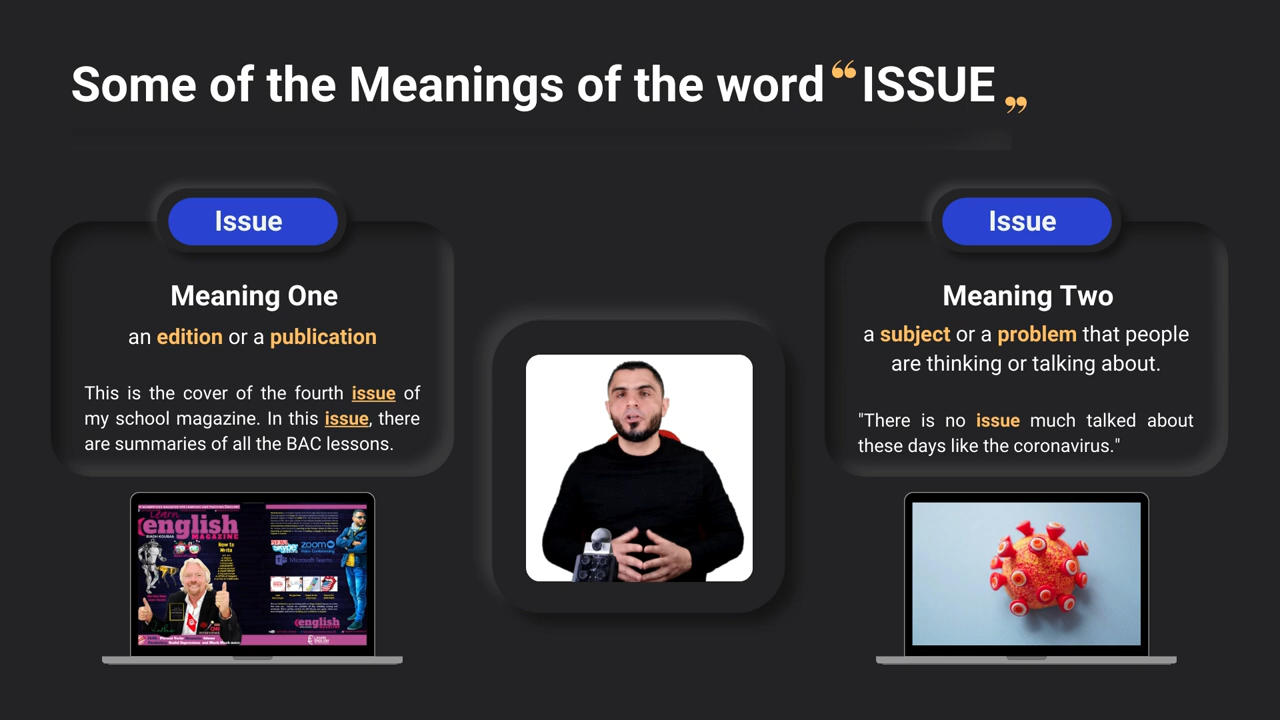 Some of the Meanings of the word “ISSUE”
Issue
Meaning One
an edition or a publication
This is the cover of the fourth issue of
my school magazine. In this issue, there
are summaries of all the BAC lessons.
Issue
Meaning Two
a subject or a problem that people
are thinking or talking about.
"There is no issue much talked about
these days like the coronavirus."
Learn
english
MAGAZINE
How to
Write
zoom
Video Conferencing
Microsoft Teams
english